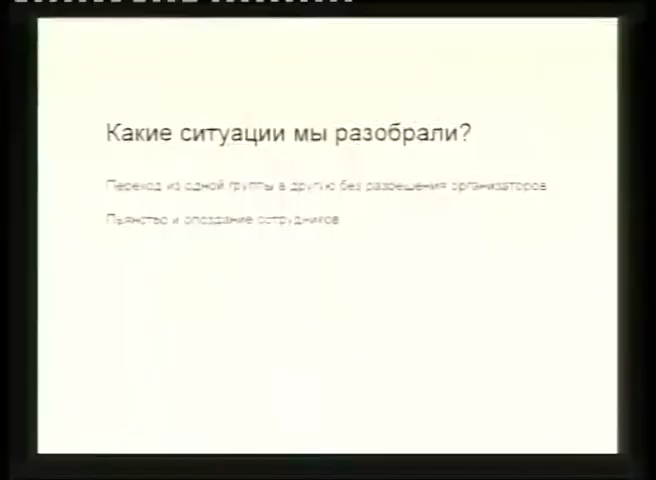 Какие ситуации мы разобрали?
Переход из одной группы в другую без разрешения организаторов
Пьянство и опоздание сотрудников